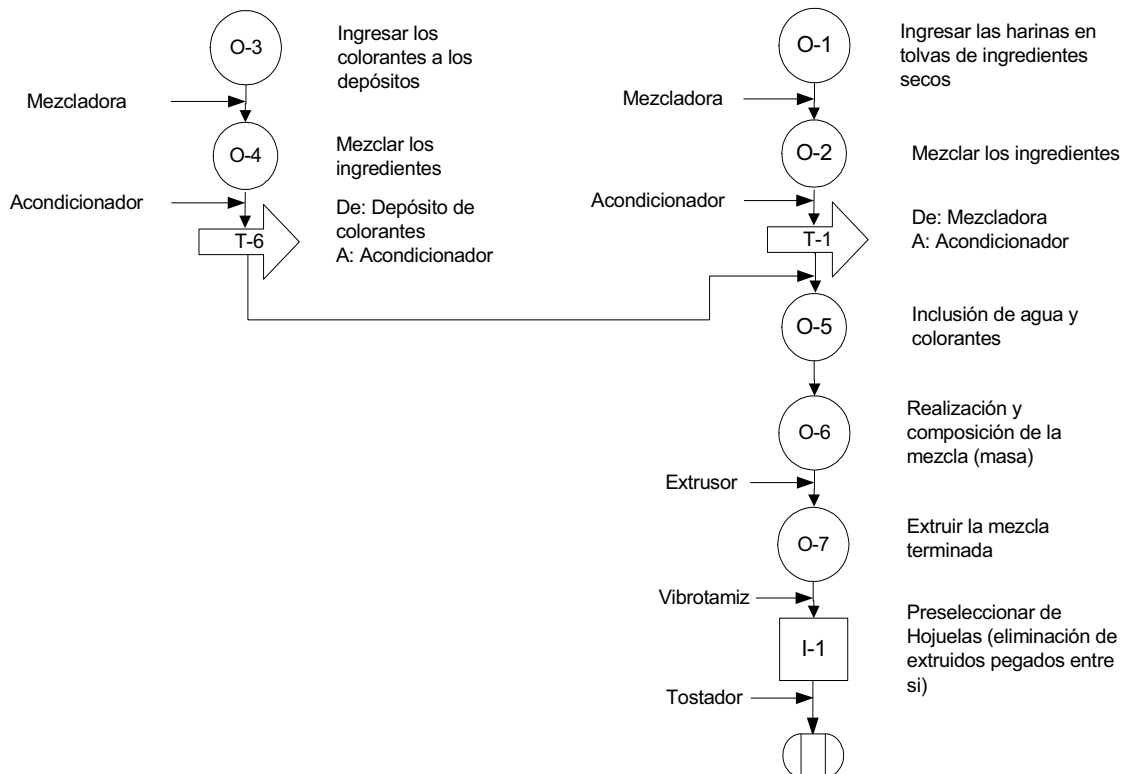 O-3
Ingresar los
colorantes a los
depósitos
Mezcladora
O-4
Mezclar los
ingredientes
Acondicionador
T-6
De: Depósito de
colorantes
A: Acondicionador
O-1
Ingresar las harinas en
tolvas de ingredientes
secos
Mezcladora
O-2
Mezclar los ingredientes
Acondicionador
T-1
De: Mezcladora
A: Acondicionador
O-5
Inclusión de agua y
colorantes
O-6
Realización y
composición de la
mezcla (masa)
Extrusor
O-7
Extruir la mezcla
terminada
Vibrotamiz
I-1
Preseleccionar de
Hojuelas (eliminación de
extruidos pegados entre
si)
Tostador